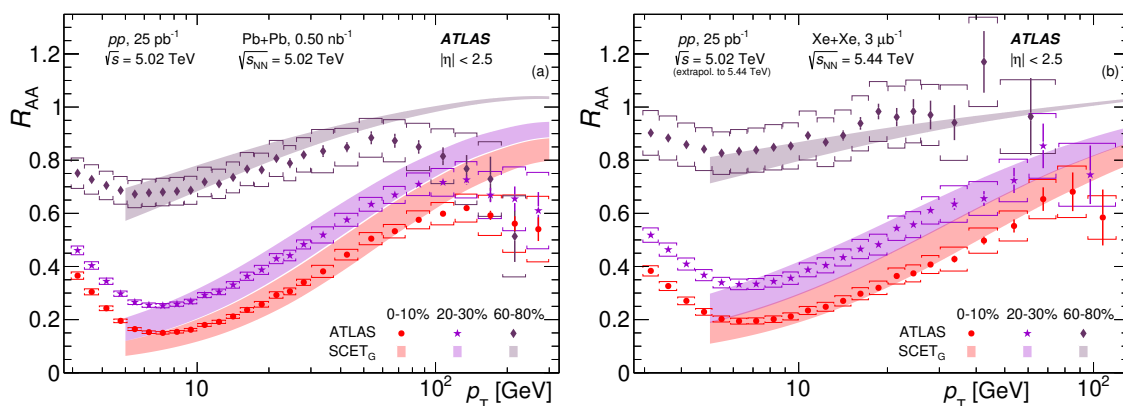 R_AA
1.2
1
0.8
0.6
0.4
0.2
0
pp, 25 pb⁻¹
√s = 5.02 TeV
Pb+Pb, 0.50 nb⁻¹
√s_NN = 5.02 TeV
ATLAS
|η| < 2.5
(a)
0-10% 20-30% 60-80%
ATLAS
SCET_G
10
10²
p_T [GeV]
R_AA
1.2
1
0.8
0.6
0.4
0.2
0
pp, 25 pb⁻¹
√s = 5.02 TeV
(extrapol. to 5.44 TeV)
Xe+Xe, 3 μb⁻¹
√s_NN = 5.44 TeV
ATLAS
|η| < 2.5
(b)
0-10% 20-30% 60-80%
ATLAS
SCET_G
10
10²
p_T [GeV]